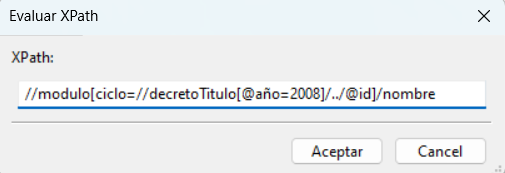 Evaluar XPath
XPath:
//modulo[ciclo=//decretoTitulo[@año=2008]/../@id]/nombre
Aceptar
Cancel